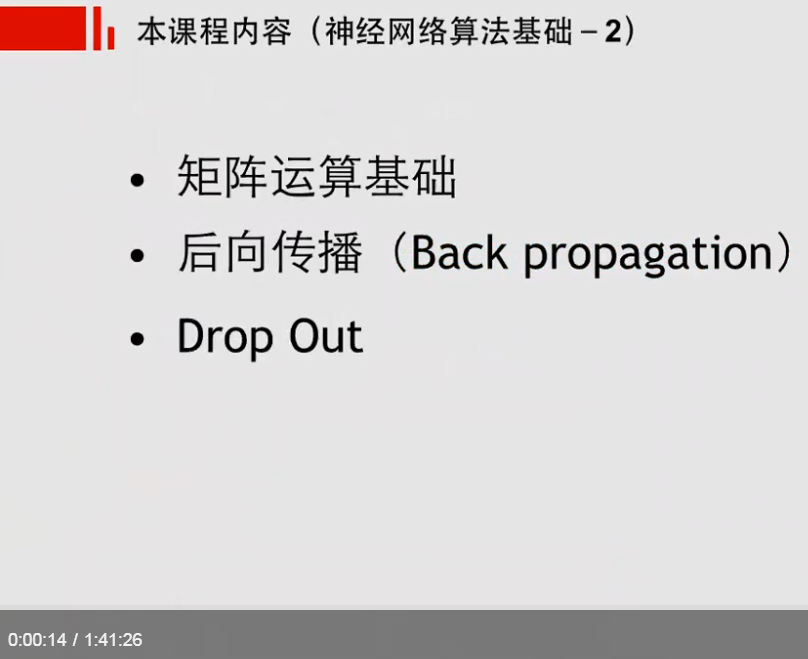 本课程内容（神经网络算法基础 – 2）
• 矩阵运算基础
• 后向传播（Back propagation）
• Drop Out
0:00:14 / 1:41:26